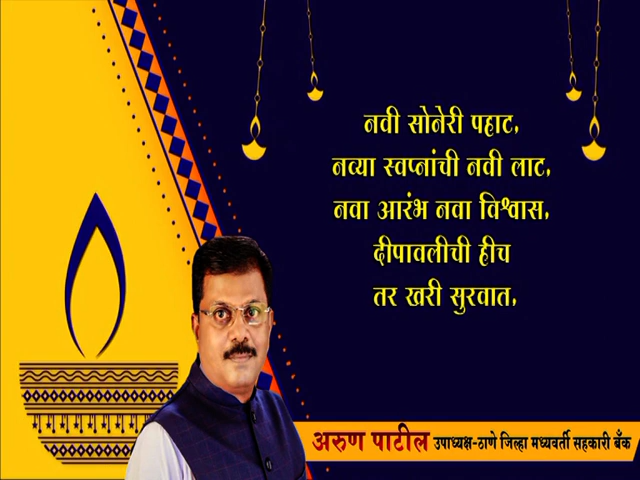 नवी सोनेरी पहाट,
नव्या स्वप्नांची नवी लाट,
नवा आरंभ नवा विश्वास,
दीपावलीची हीच
तर खरी सुरवात,
अरुण पाटील उपाध्यक्ष-ठाणे जिल्हा मध्यवर्ती सहकारी बँक